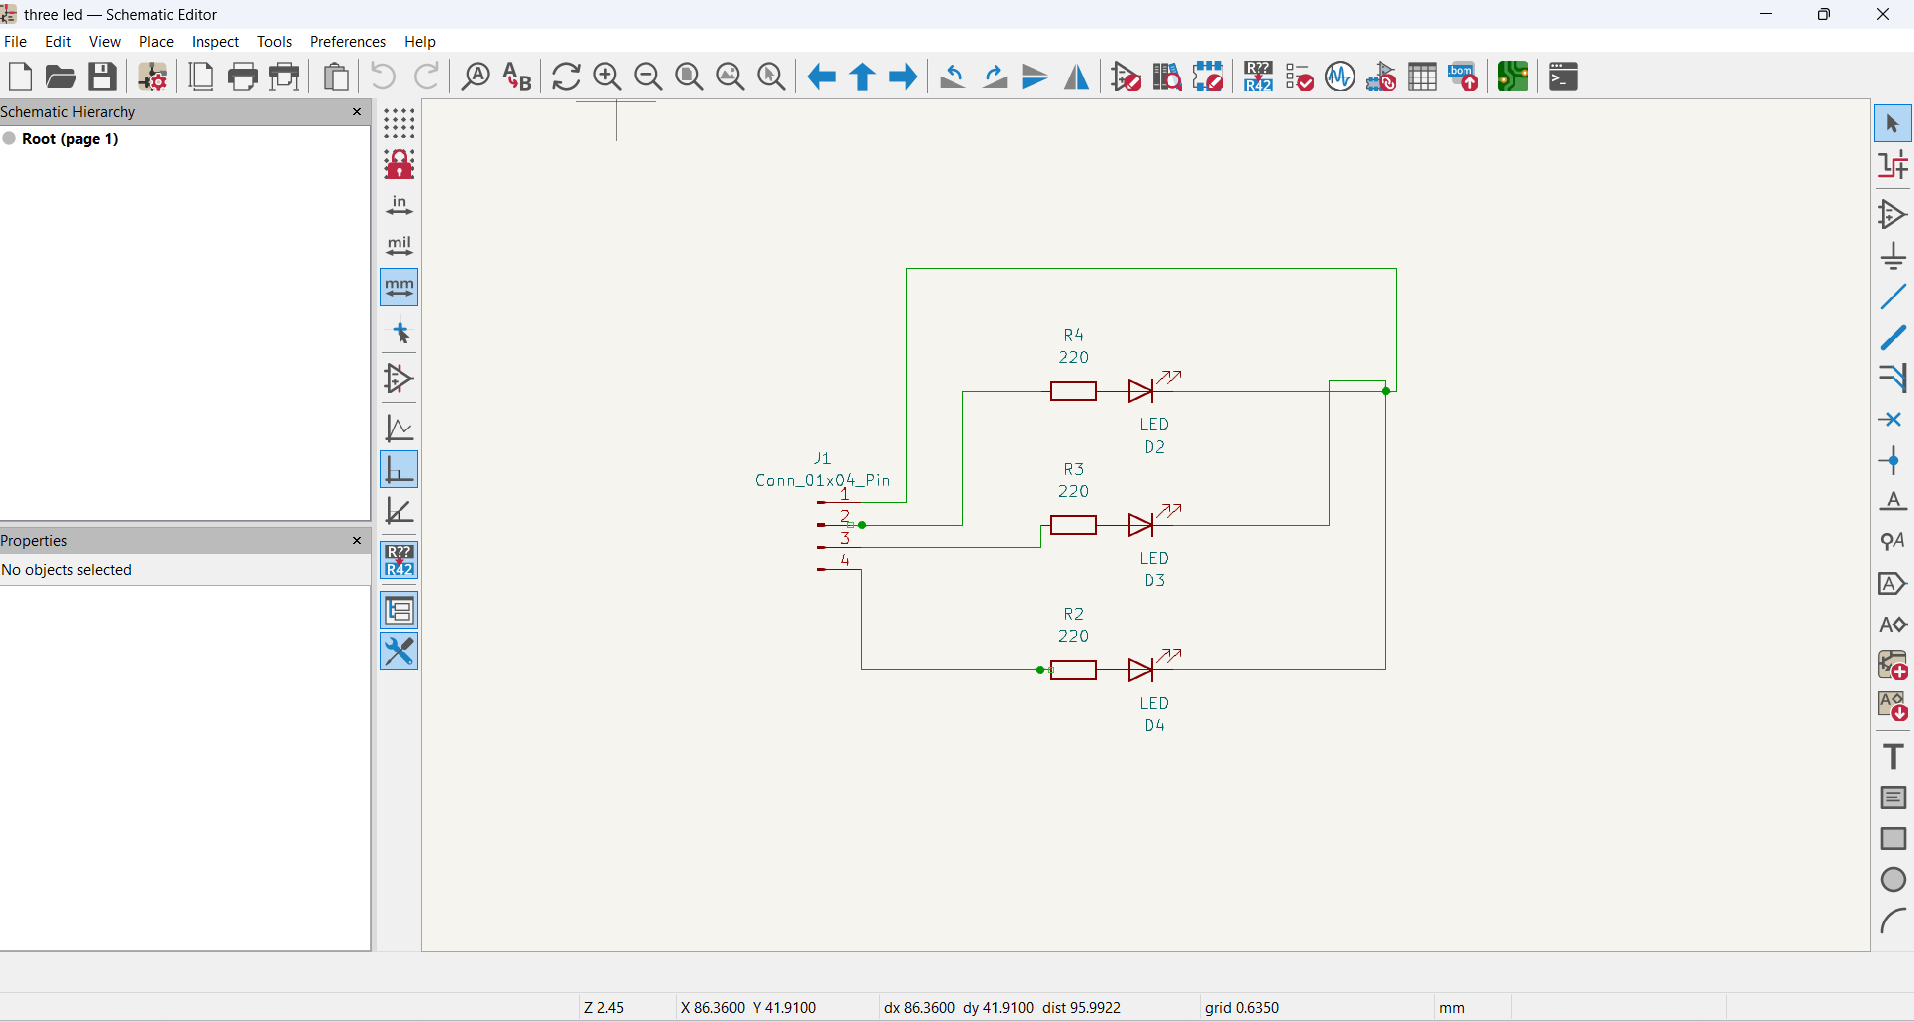 three led — Schematic Editor
File Edit View Place Inspect Tools Preferences Help
A
A B
R??
R42
bom
Schematic Hierarchy
Root (page 1)
in
mil
mm
R??
R42
Properties
No objects selected
R4
220
LED
D2
J1
Conn_01x04_Pin
1
2
3
4
R3
220
LED
D3
R2
220
LED
D4
A
A
A
A
A
T
Z 2.45 X 86.3600 Y 41.9100 dx 86.3600 dy 41.9100 dist 95.9922 grid 0.6350 mm